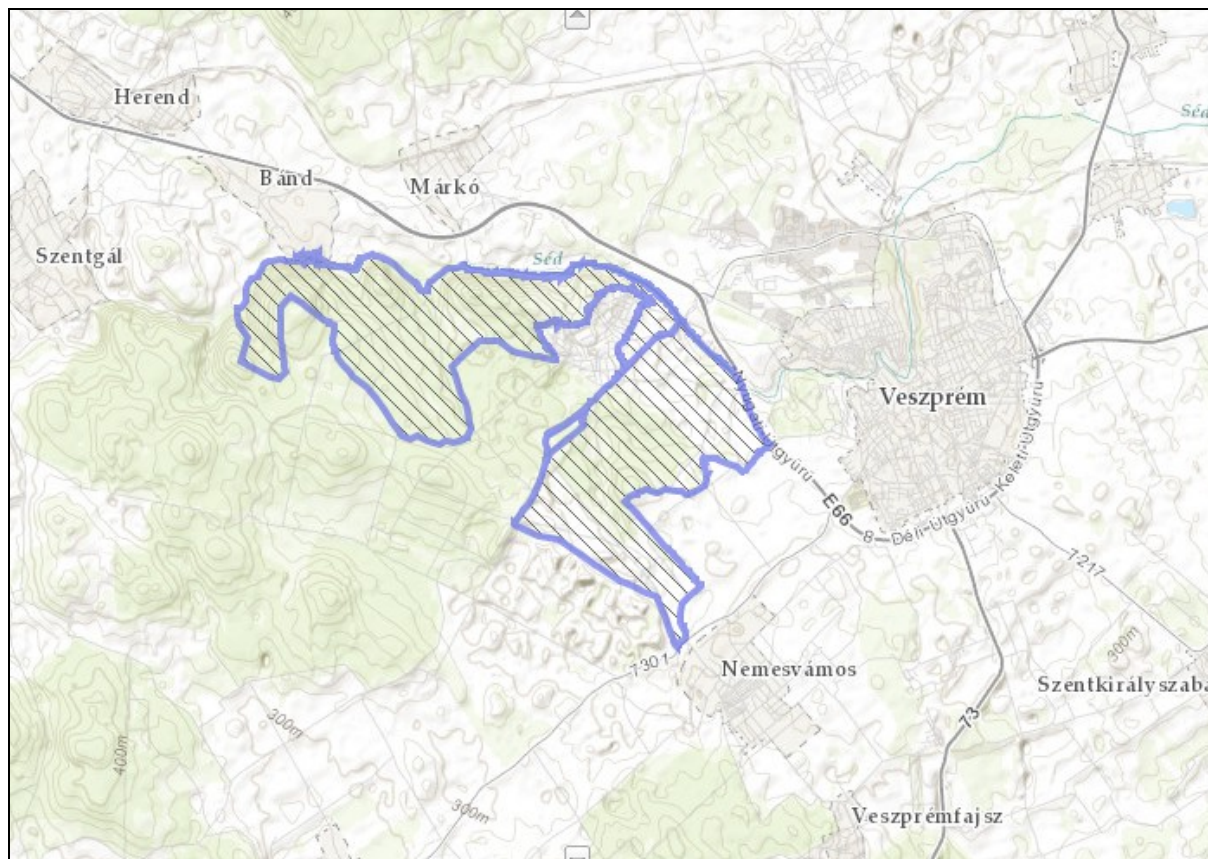 Herend
Séd
Bánd
Márkó
Szentgál
Séd
Nyugati-Útgyűrű
Veszprém
E66
8
Déli-Útgyűrű
Keleti-Útgyűrű
7217
7301
Nemesvámos
300m
Szentkirályszaba
73
300m
400m
300m
Veszprémfajsz